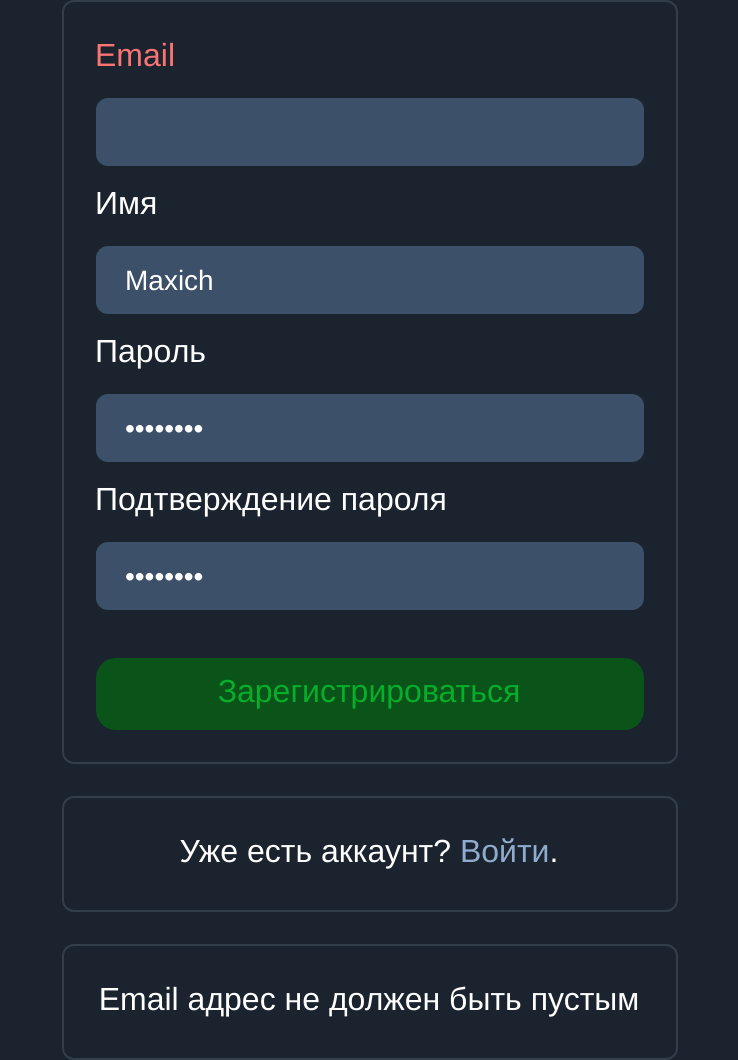 Email
Имя
Maxich
Пароль
••••••••
Подтверждение пароля
••••••••
Зарегистрироваться
Уже есть аккаунт? Войти.
Email адрес не должен быть пустым